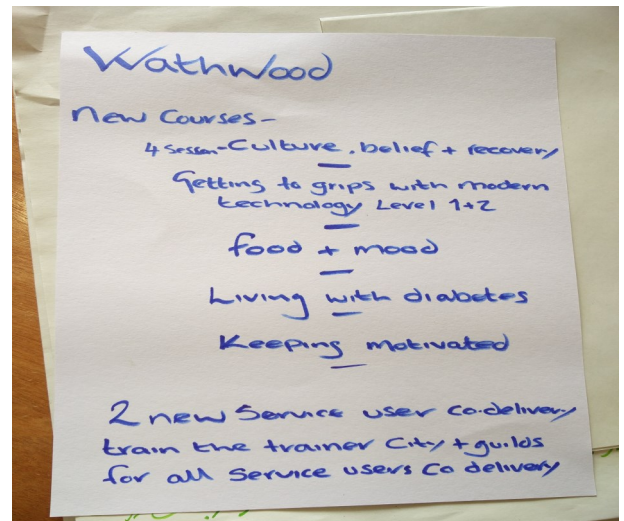 Wathwood
New Courses-
4 Sesson-Culture, belief + recovery
Getting to grips with modern
technology Level 1+2
food + mood
Living with diabetes
Keeping motivated
2 new Service user co.delivery
train the trainer City + guilds
for all Service users Co delivery